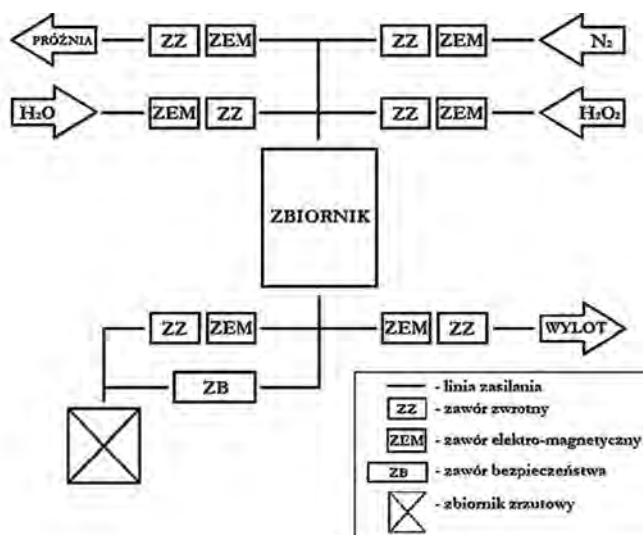 PRÓŻNIA ZZ ZEM ZZ ZEM N₂
H₂O ZEM ZZ ZZ ZEM H₂O₂
ZBIORNIK
ZZ ZEM ZEM ZZ WYLOT
ZB
- linia zasilania
ZZ - zawór zwrotny
ZEM - zawór elektro-magnetyczny
ZB - zawór bezpieczeństwa
- zbiornik zrzutowy